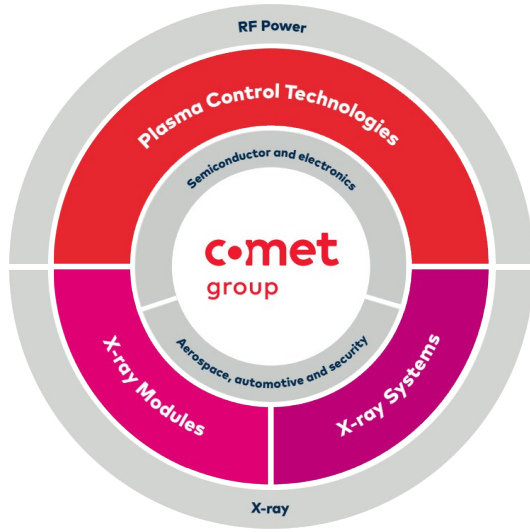 RF Power
Plasma Control Technologies
Semiconductor and electronics
comet
group
Aerospace, automotive and security
X-ray Modules
X-ray Systems
X-ray